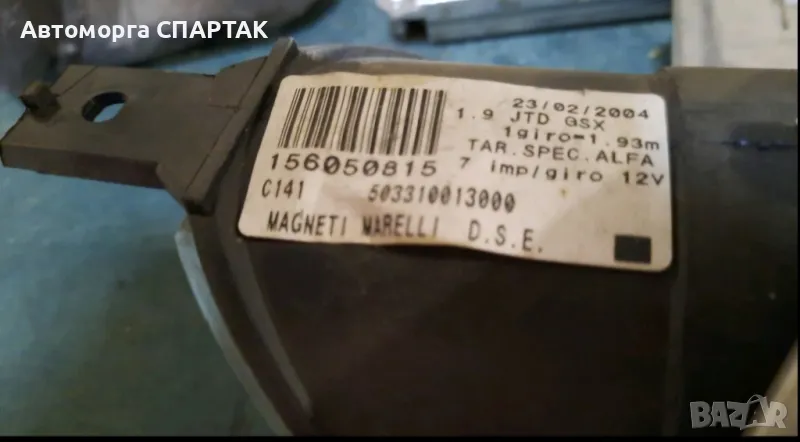 Автоморга СПАРТАК
23/02/2004
1.9 JTD GSX
1giro=1.93m
TAR.SPEC.ALFA
7 imp/giro 12V
156050815
C141 503310013000
MAGNETI MARELLI D.S.E.
BAZAR